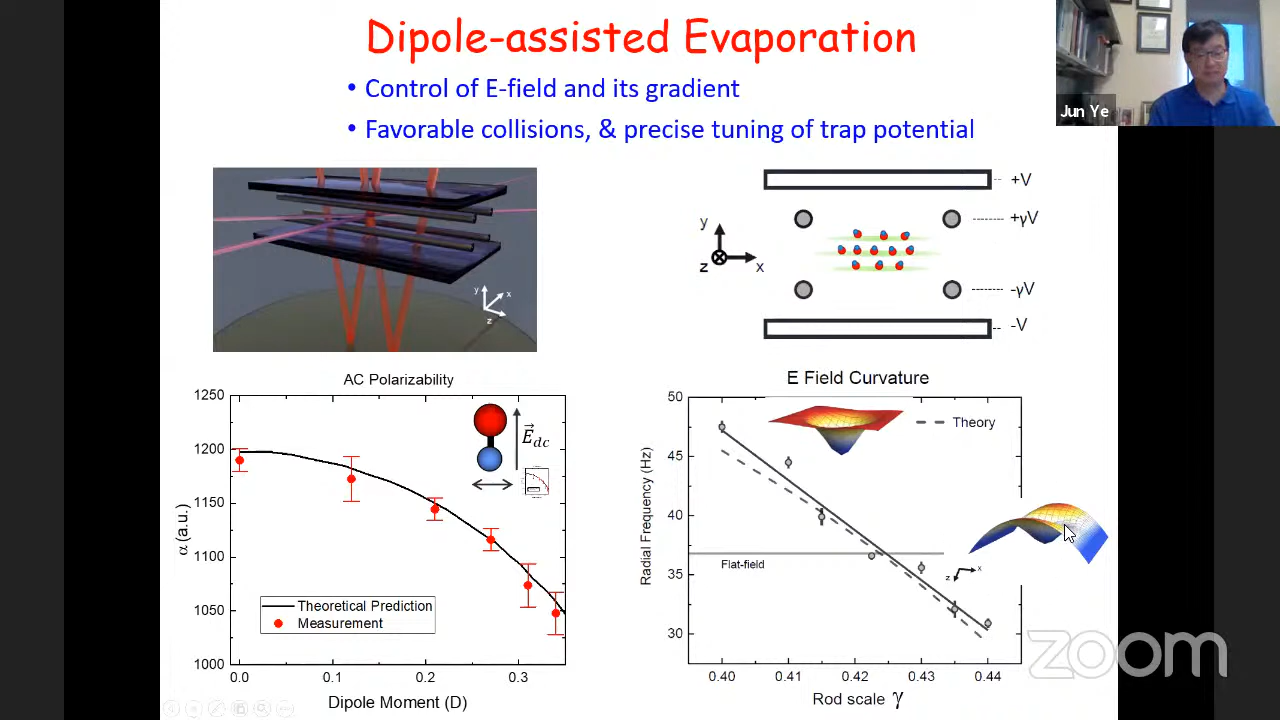 Dipole-assisted Evaporation
• Control of E-field and its gradient
• Favorable collisions, & precise tuning of trap potential
Jun Ye
y
x
z
y
z
x
+V
+γV
-γV
-V
AC Polarizability
1250
1200
1150
1100
1050
1000
α (a.u.)
E⃗dc
Theoretical Prediction
Measurement
0.0
0.1
0.2
0.3
Dipole Moment (D)
E Field Curvature
50
45
40
35
30
Radial Frequency (Hz)
Theory
Flat-field
z
x
0.40
0.41
0.42
0.43
0.44
Rod scale γ
zoom